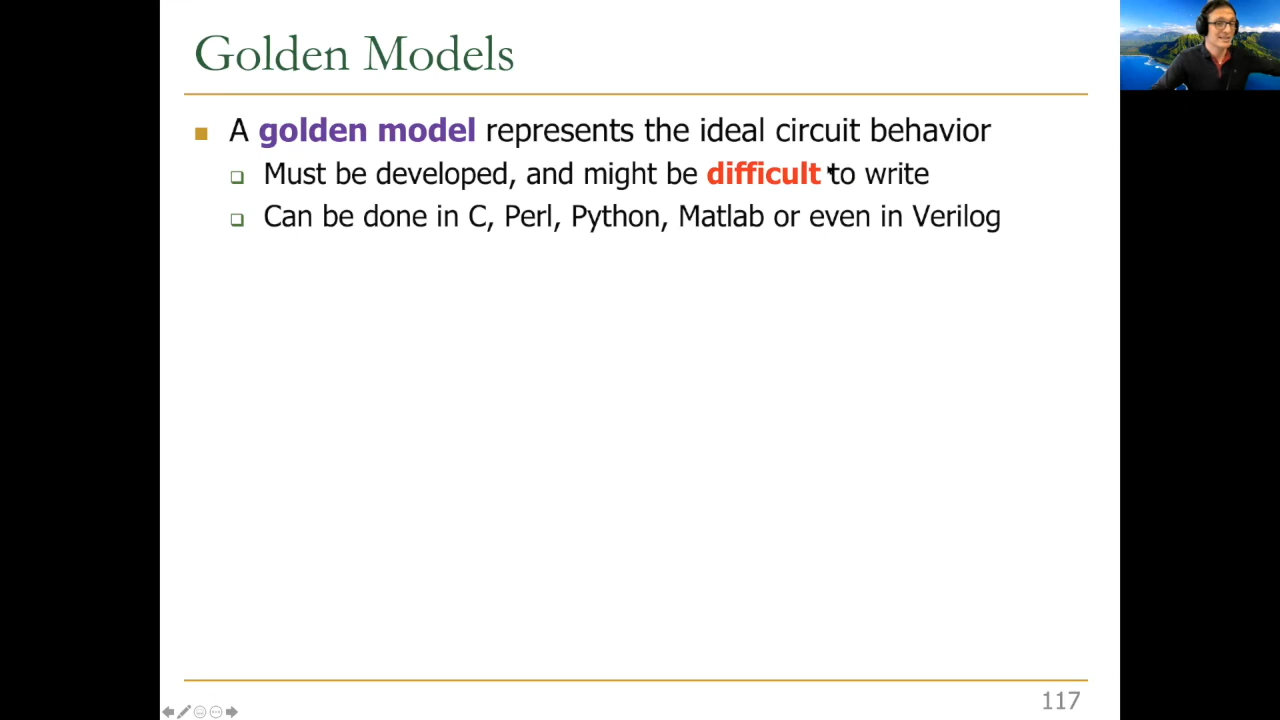 Golden Models
A golden model represents the ideal circuit behavior
Must be developed, and might be difficult to write
Can be done in C, Perl, Python, Matlab or even in Verilog
117